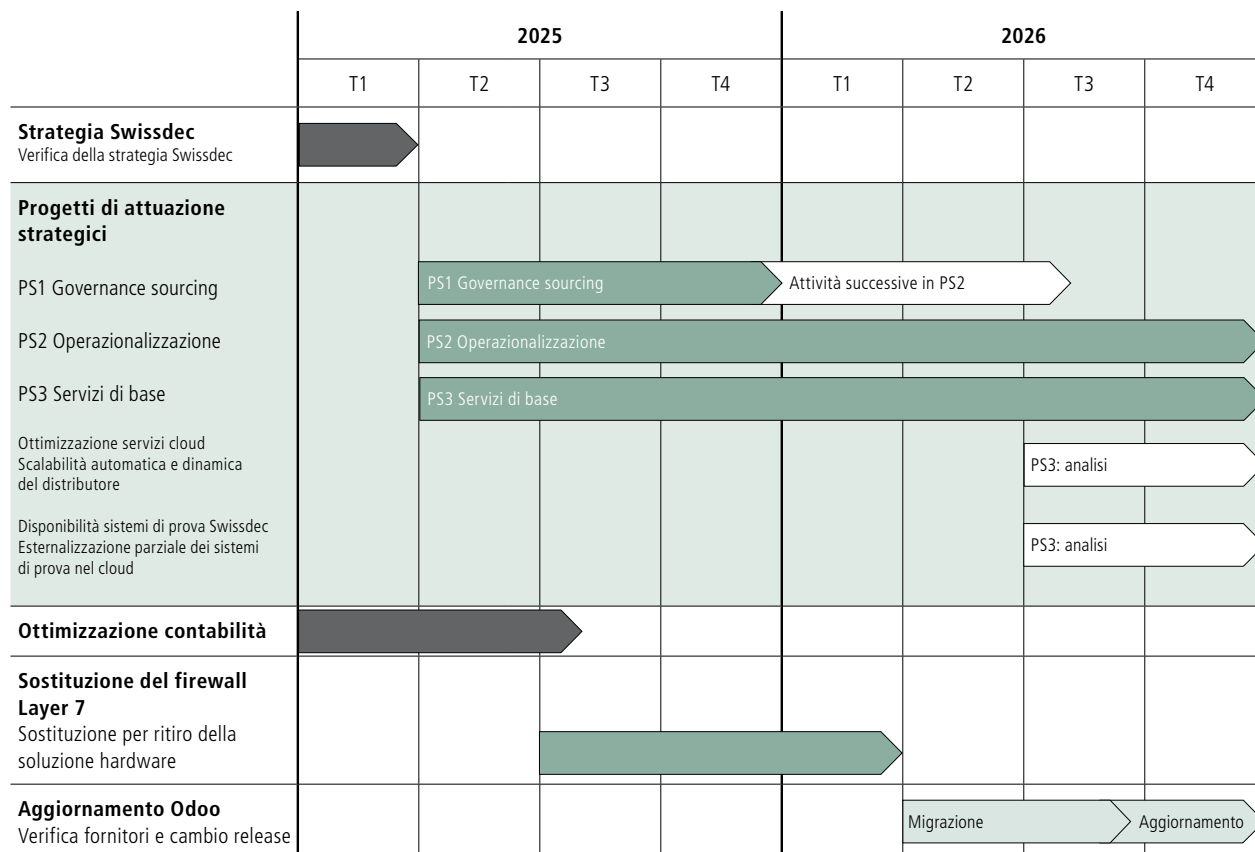 2025 2026
T1 T2 T3 T4 T1 T2 T3 T4
Strategia Swissdec
Verifica della strategia Swissdec
Progetti di attuazione
strategici
PS1 Governance sourcing
PS1 Governance sourcing
Attività successive in PS2
PS2 Operazionalizzazione
PS2 Operazionalizzazione
PS3 Servizi di base
PS3 Servizi di base
Ottimizzazione servizi cloud
Scalabilità automatica e dinamica
del distributore
PS3: analisi
Disponibilità sistemi di prova Swissdec
Esternalizzazione parziale dei sistemi
di prova nel cloud
PS3: analisi
Ottimizzazione contabilità
Sostituzione del firewall
Layer 7
Sostituzione per ritiro della
soluzione hardware
Aggiornamento Odoo
Verifica fornitori e cambio release
Migrazione
Aggiornamento